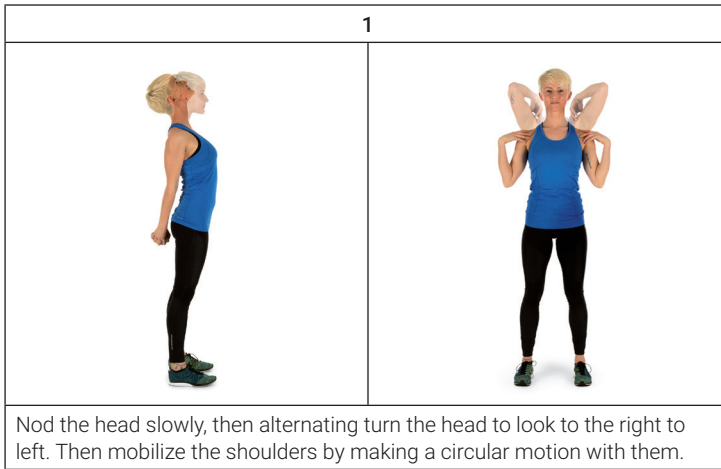 1
Nod the head slowly, then alternating turn the head to look to the right to
left. Then mobilize the shoulders by making a circular motion with them.